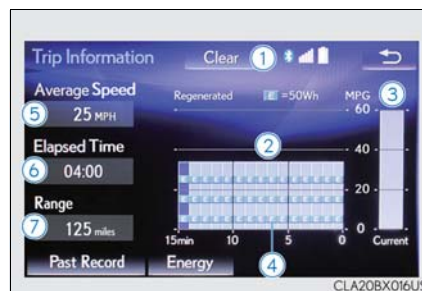 Trip Information
Clear
1
Average Speed
Regenerated
E =50Wh
MPG
3
5
25 MPH
60
2
Elapsed Time
40
6
04:00
20
Range
7
125 miles
0
15min
10
5
0
Current
4
Past Record
Energy
CLA20BX016US